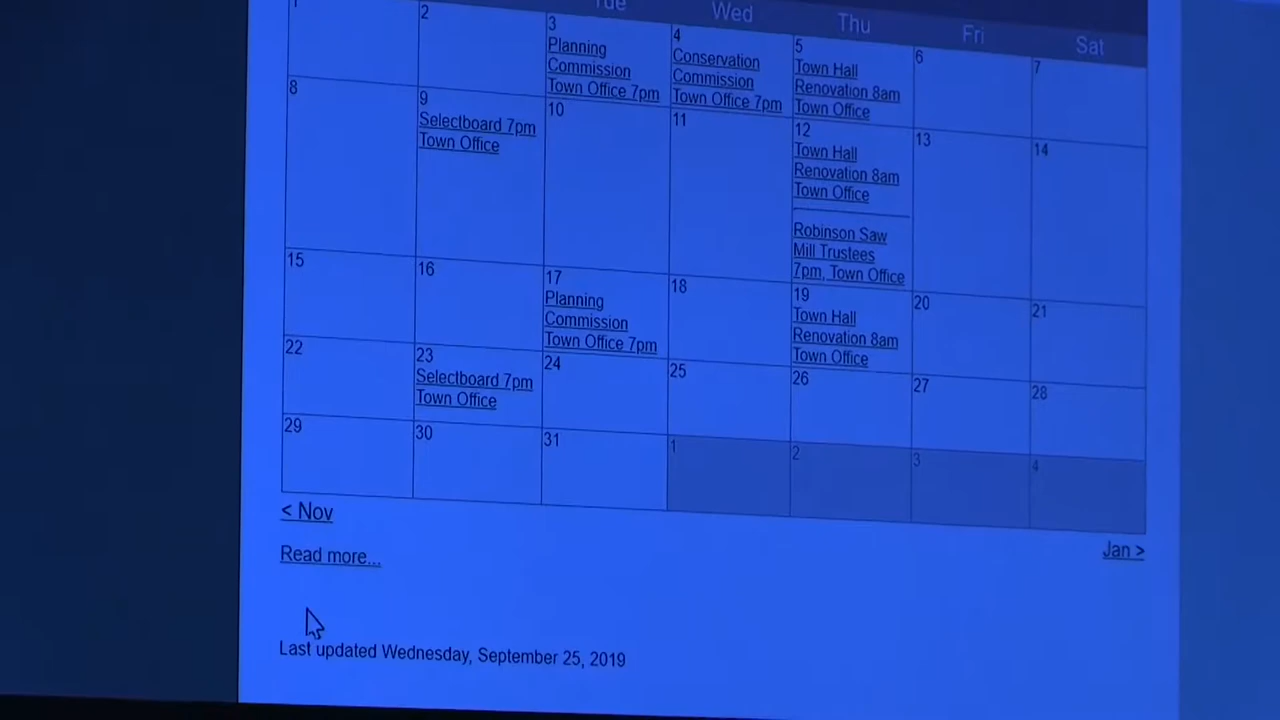 Tue Wed Thu Fri Sat
1 2 3 4 5 6 7
Planning
Commission
Town Office 7pm
Conservation
Commission
Town Office 7pm
Town Hall
Renovation 8am
Town Office
8 9 10 11 12 13 14
Selectboard 7pm
Town Office
Town Hall
Renovation 8am
Town Office
Robinson Saw
Mill Trustees
7pm, Town Office
15 16 17 18 19 20 21
Planning
Commission
Town Office 7pm
Town Hall
Renovation 8am
Town Office
22 23 24 25 26 27 28
Selectboard 7pm
Town Office
29 30 31 1 2 3 4
< Nov
Jan >
Read more...
Last updated Wednesday, September 25, 2019